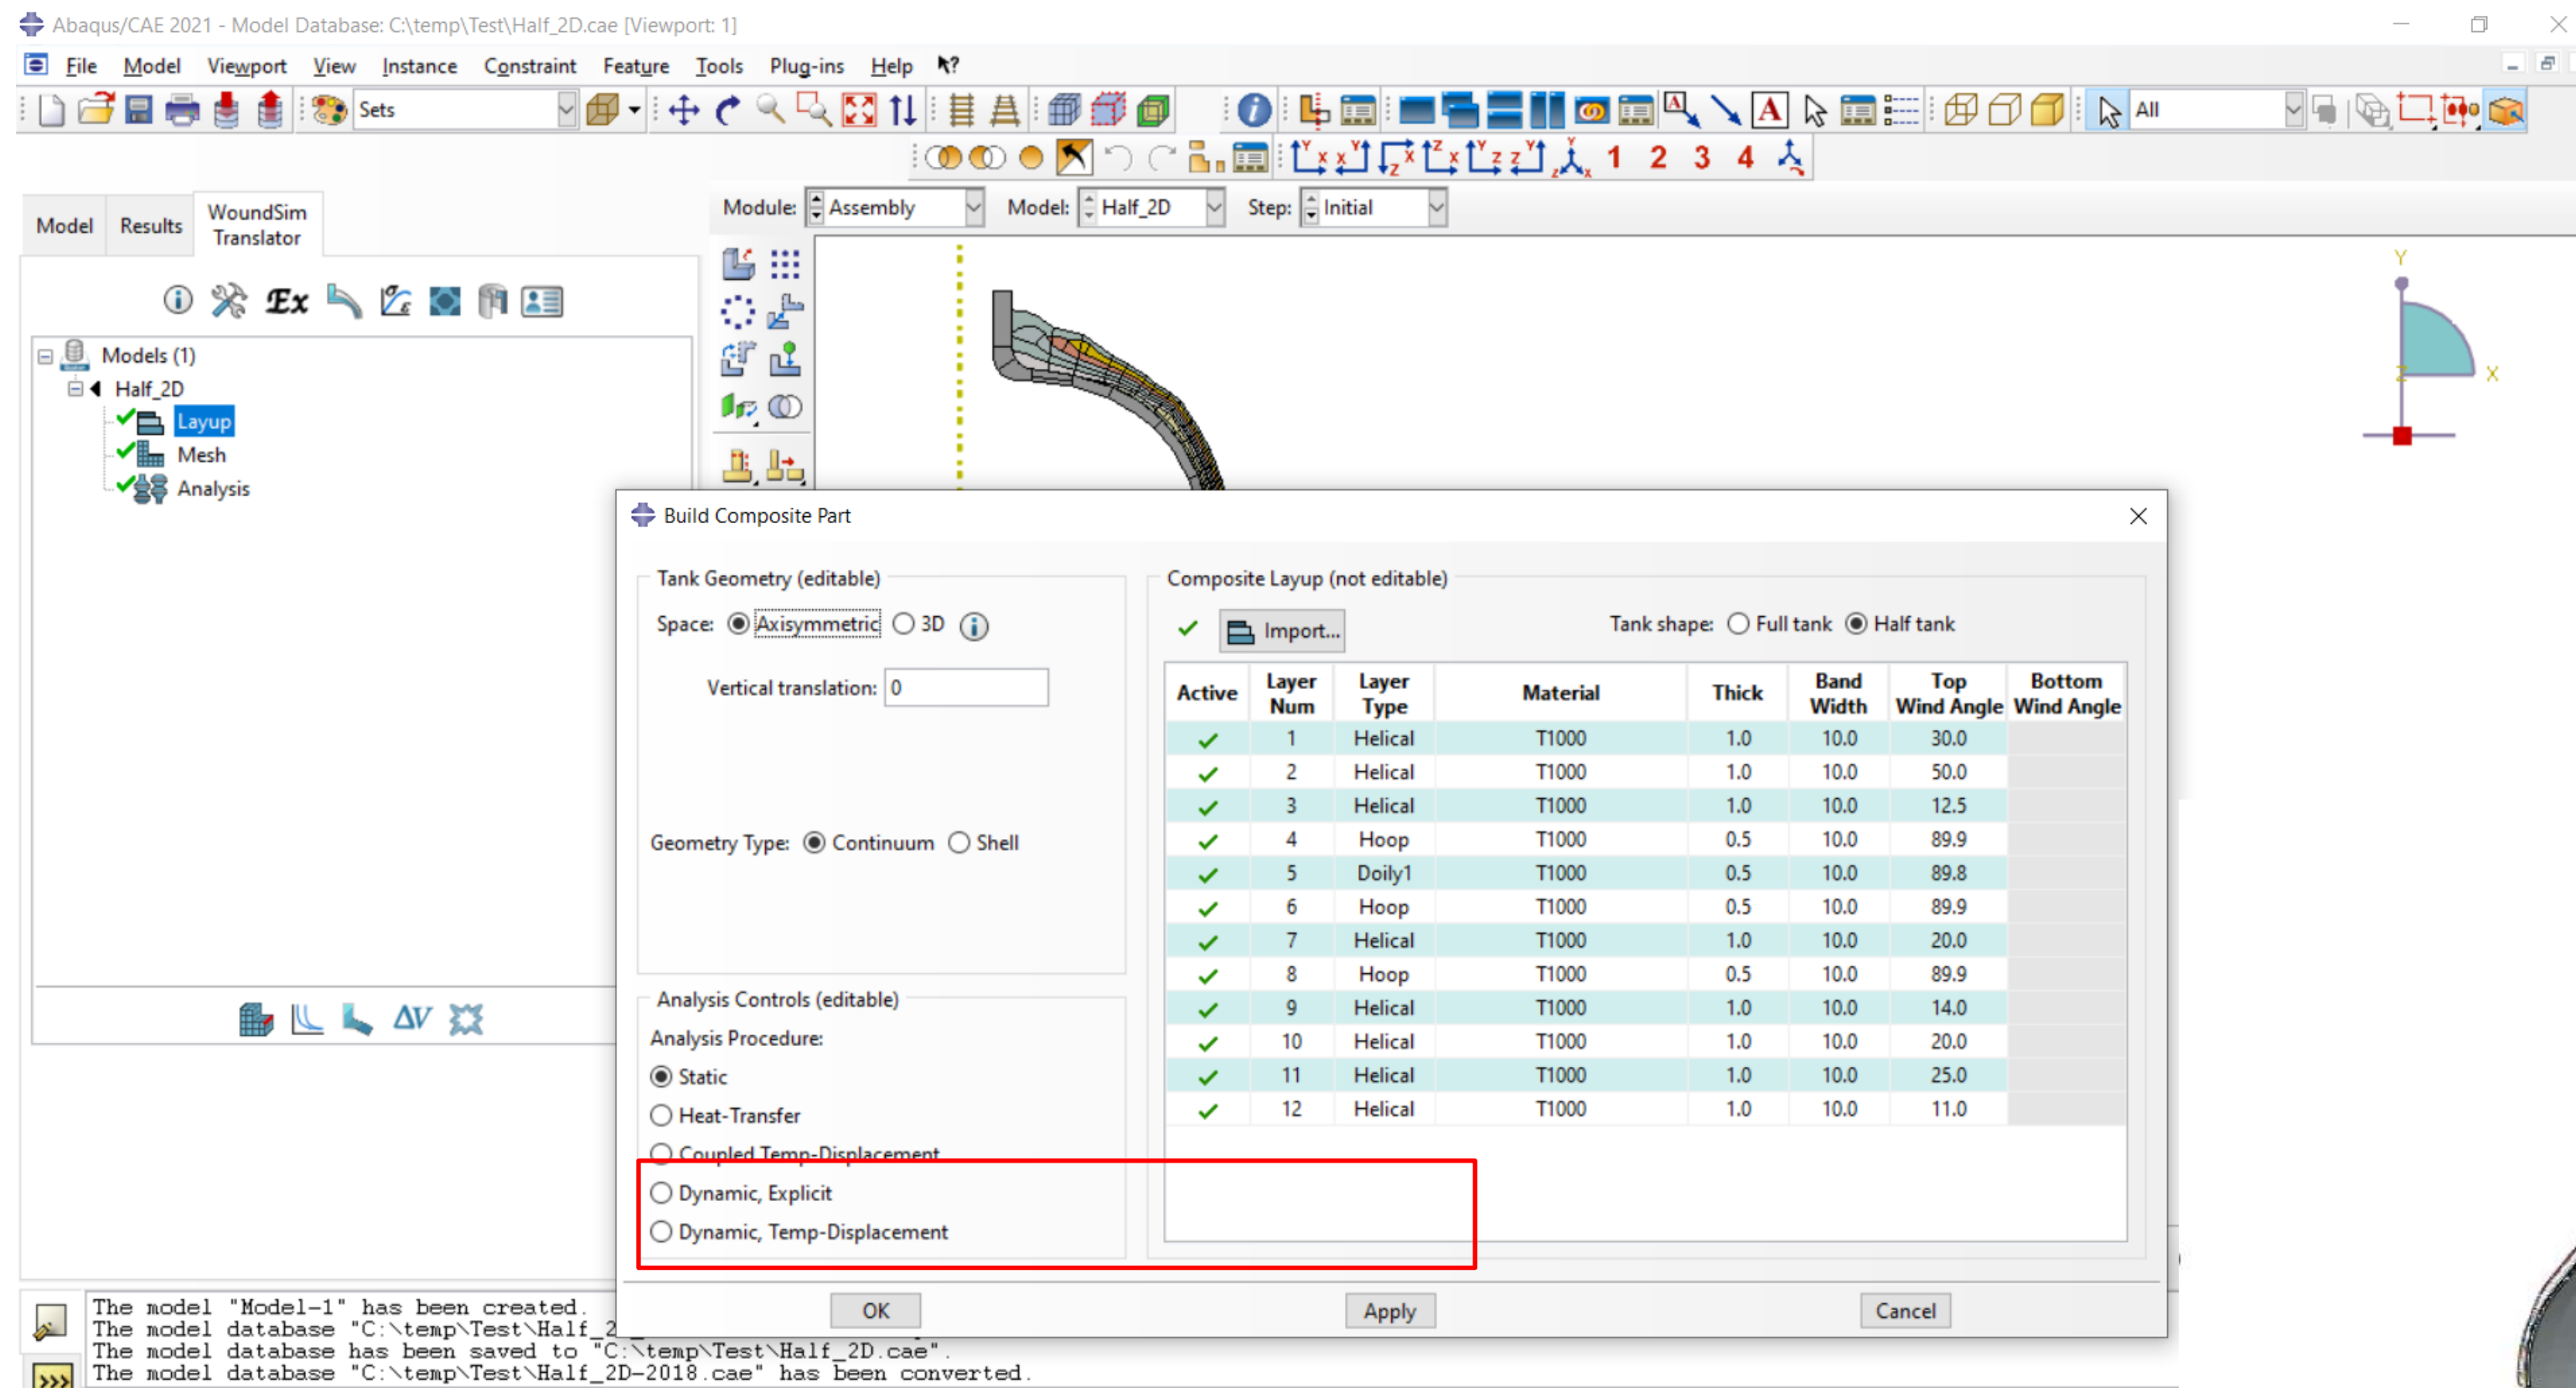 Abaqus/CAE 2021 - Model Database: C:\temp\Test\Half_2D.cae [Viewport: 1]
File Model Viewport View Instance Constraint Feature Tools Plug-ins Help
Sets
All
1 2 3 4
Model Results WoundSim Translator
Module: Assembly Model: Half_2D Step: Initial
Ex
Models (1)
Half_2D
Layup
Mesh
Analysis
ΔV
Y
X
Z
Build Composite Part
Tank Geometry (editable)
Space: Axisymmetric 3D
Vertical translation: 0
Geometry Type: Continuum Shell
Analysis Controls (editable)
Analysis Procedure:
Static
Heat-Transfer
Coupled Temp-Displacement
Dynamic, Explicit
Dynamic, Temp-Displacement
Composite Layup (not editable)
Import...
Tank shape: Full tank Half tank
Active Layer Num Layer Type Material Thick Band Width Top Wind Angle Bottom Wind Angle
1 Helical T1000 1.0 10.0 30.0
2 Helical T1000 1.0 10.0 50.0
3 Helical T1000 1.0 10.0 12.5
4 Hoop T1000 0.5 10.0 89.9
5 Doily1 T1000 0.5 10.0 89.8
6 Hoop T1000 0.5 10.0 89.9
7 Helical T1000 1.0 10.0 20.0
8 Hoop T1000 0.5 10.0 89.9
9 Helical T1000 1.0 10.0 14.0
10 Helical T1000 1.0 10.0 20.0
11 Helical T1000 1.0 10.0 25.0
12 Helical T1000 1.0 10.0 11.0
OK Apply Cancel
The model "Model-1" has been created.
The model database "C:\temp\Test\Half_2
The model database has been saved to "C:\temp\Test\Half_2D.cae".
The model database "C:\temp\Test\Half_2D-2018.cae" has been converted.
>>>